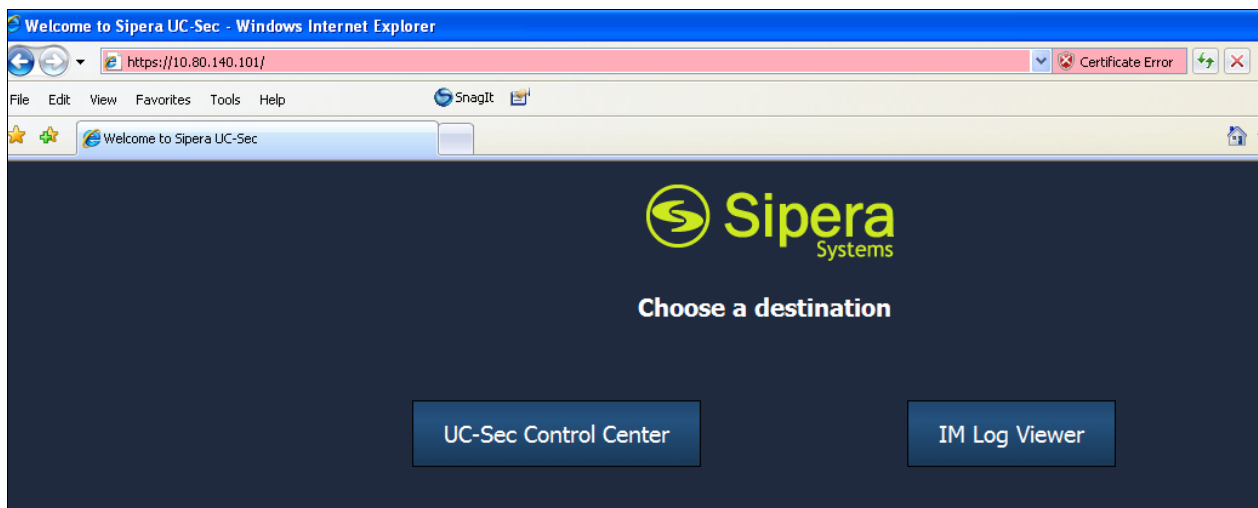 Welcome to Sipera UC-Sec - Windows Internet Explorer
https://10.80.140.101/ Certificate Error
File Edit View Favorites Tools Help SnagIt
Welcome to Sipera UC-Sec
Sipera
Systems
Choose a destination
UC-Sec Control Center IM Log Viewer